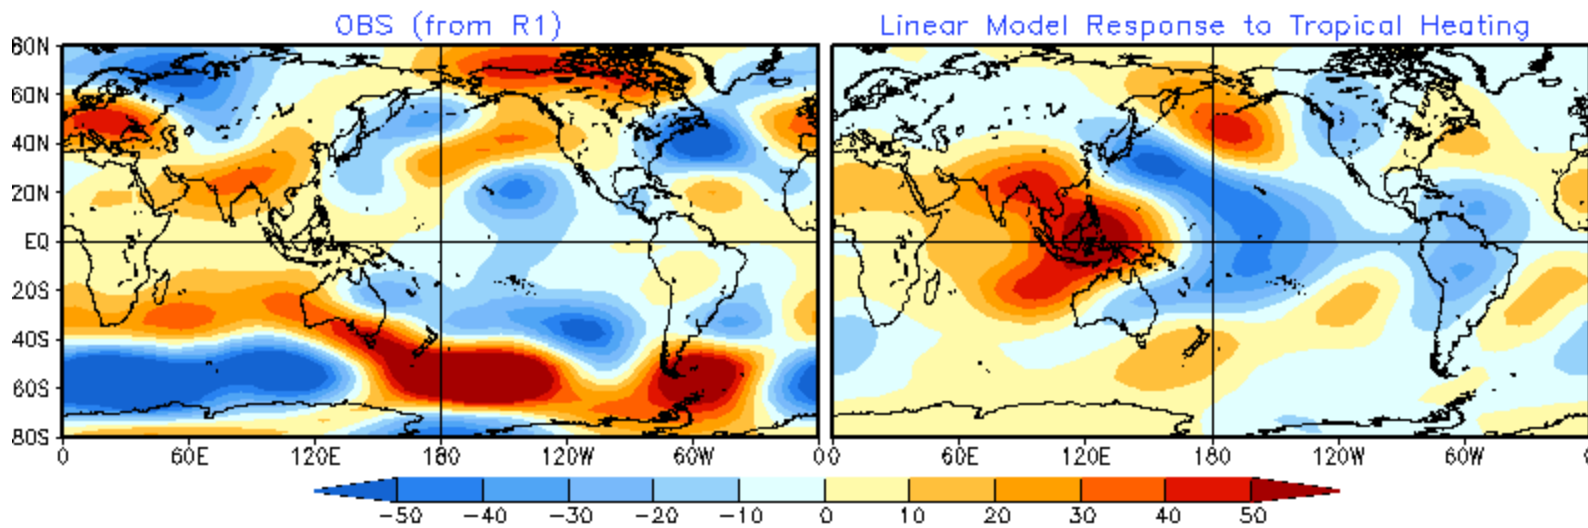 OBS (from R1)
Linear Model Response to Tropical Heating
80N
60N
40N
20N
EQ
20S
40S
60S
80S
0 60E 120E 180 120W 60W 0
0 60E 120E 180 120W 60W 0
-50 -40 -30 -20 -10 0 10 20 30 40 50